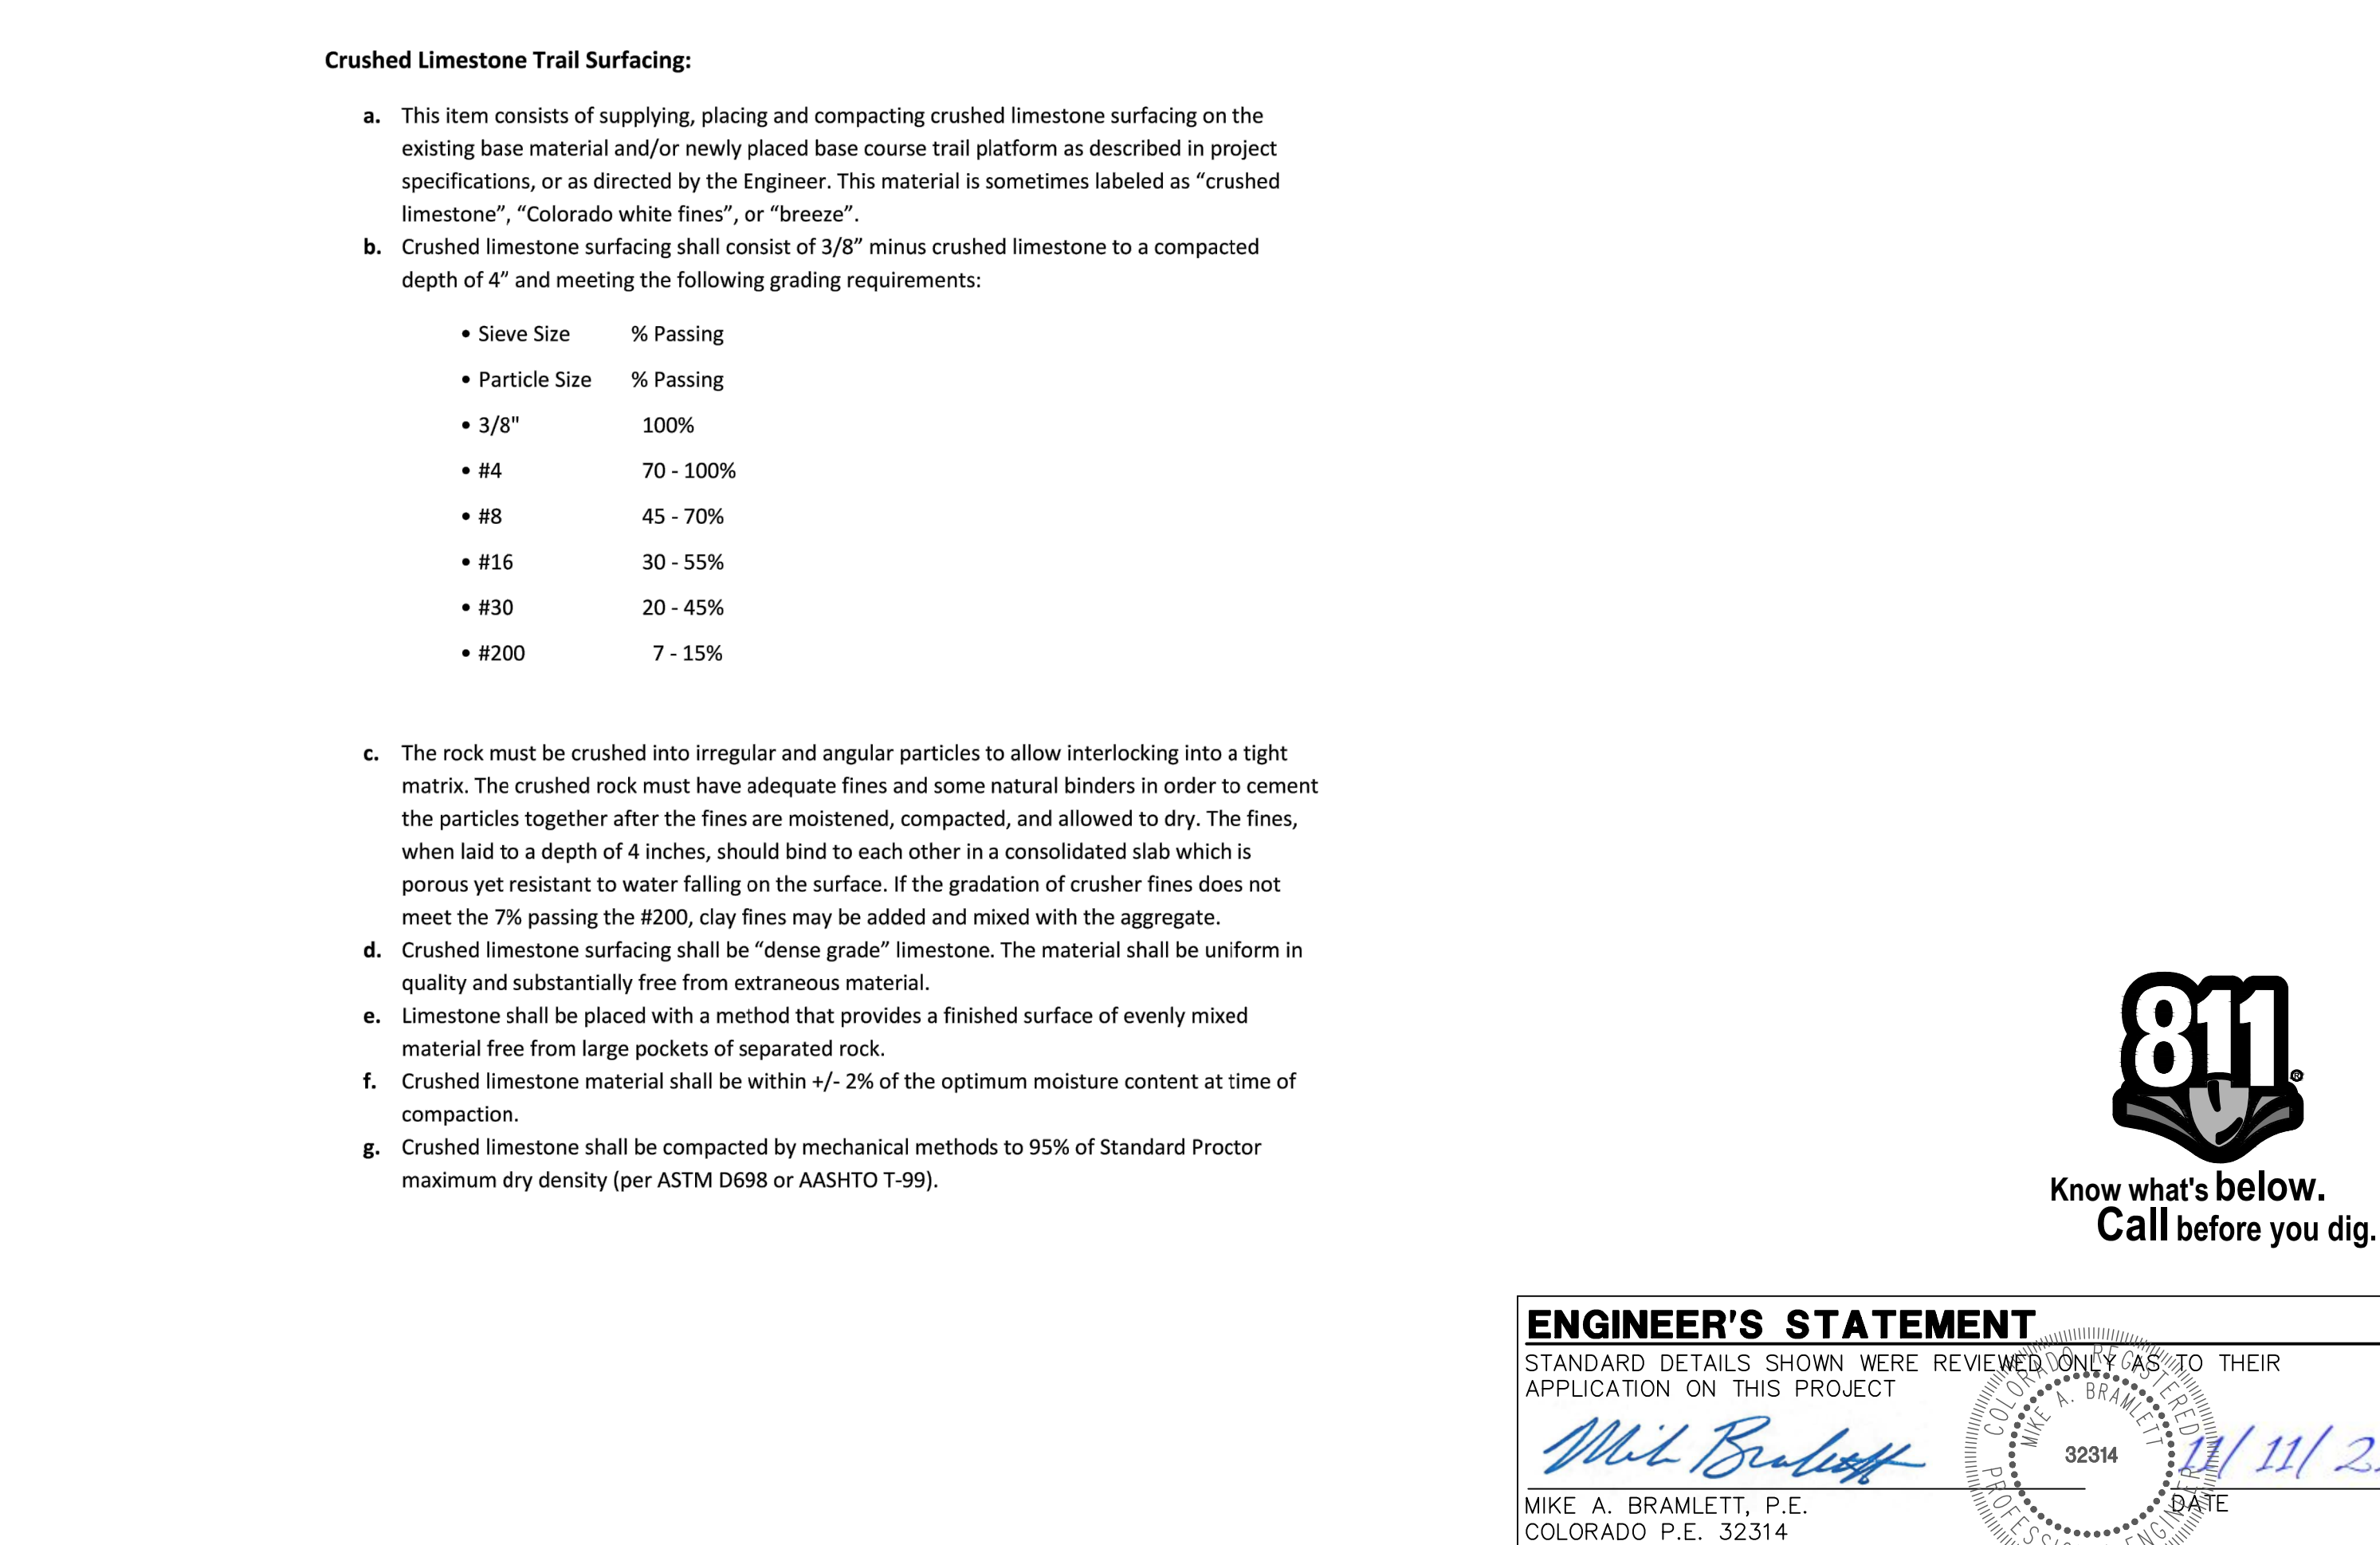 Crushed Limestone Trail Surfacing:
a. This item consists of supplying, placing and compacting crushed limestone surfacing on the
existing base material and/or newly placed base course trail platform as described in project
specifications, or as directed by the Engineer. This material is sometimes labeled as “crushed
limestone”, “Colorado white fines”, or “breeze”.
b. Crushed limestone surfacing shall consist of 3/8” minus crushed limestone to a compacted
depth of 4” and meeting the following grading requirements:
• Sieve Size % Passing
• Particle Size % Passing
• 3/8" 100%
• #4 70 - 100%
• #8 45 - 70%
• #16 30 - 55%
• #30 20 - 45%
• #200 7 - 15%
c. The rock must be crushed into irregular and angular particles to allow interlocking into a tight
matrix. The crushed rock must have adequate fines and some natural binders in order to cement
the particles together after the fines are moistened, compacted, and allowed to dry. The fines,
when laid to a depth of 4 inches, should bind to each other in a consolidated slab which is
porous yet resistant to water falling on the surface. If the gradation of crusher fines does not
meet the 7% passing the #200, clay fines may be added and mixed with the aggregate.
d. Crushed limestone surfacing shall be “dense grade” limestone. The material shall be uniform in
quality and substantially free from extraneous material.
e. Limestone shall be placed with a method that provides a finished surface of evenly mixed
material free from large pockets of separated rock.
f. Crushed limestone material shall be within +/- 2% of the optimum moisture content at time of
compaction.
g. Crushed limestone shall be compacted by mechanical methods to 95% of Standard Proctor
maximum dry density (per ASTM D698 or AASHTO T-99).
811®
Know what's below.
Call before you dig.
ENGINEER'S STATEMENT
STANDARD DETAILS SHOWN WERE REVIEWED ONLY AS TO THEIR
APPLICATION ON THIS PROJECT
Mike Bramlett
COLORADO REGISTERED
MIKE A. BRAMLETT
32314
PROFESSIONAL ENGINEER
11/11/2
DATE
MIKE A. BRAMLETT, P.E.
COLORADO P.E. 32314